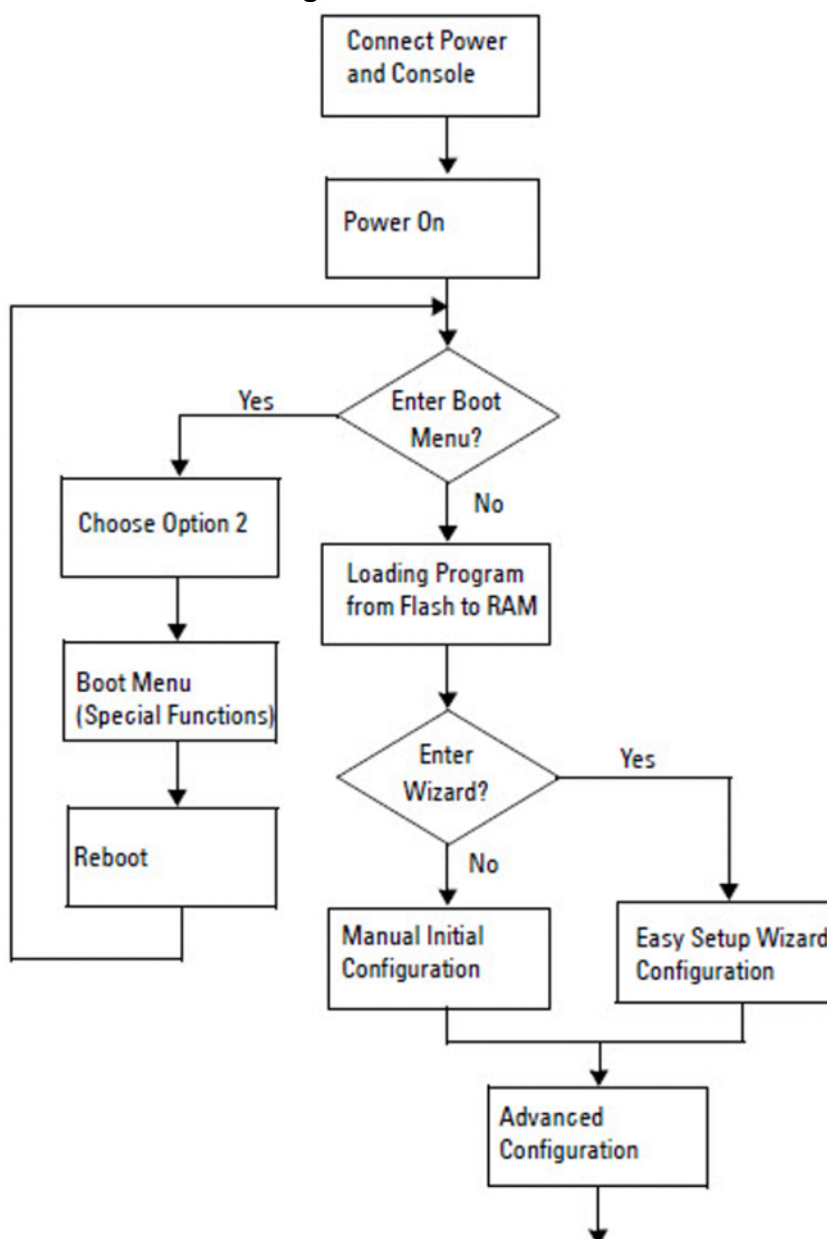 Connect Power
and Console
Power On
Enter Boot
Menu?
Yes
No
Choose Option 2
Loading Program
from Flash to RAM
Boot Menu
(Special Functions)
Enter
Wizard?
Yes
No
Reboot
Manual Initial
Configuration
Easy Setup Wizard
Configuration
Advanced
Configuration